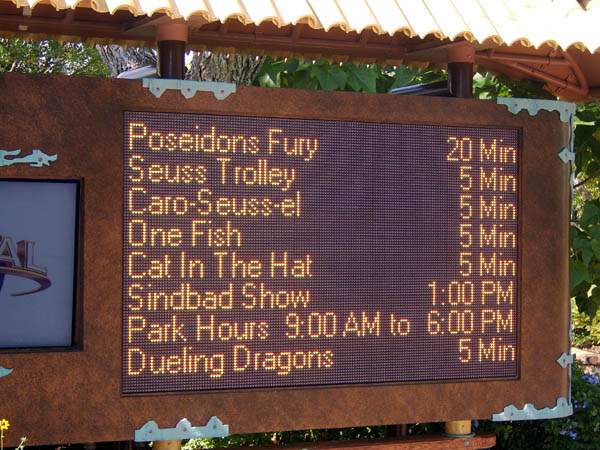 Poseidons Fury 20 Min
Seuss Trolley 5 Min
Caro-Seuss-el 5 Min
One Fish 5 Min
Cat In The Hat 5 Min
Sindbad Show 1:00 PM
Park Hours 9:00 AM to 6:00 PM
Dueling Dragons 5 Min